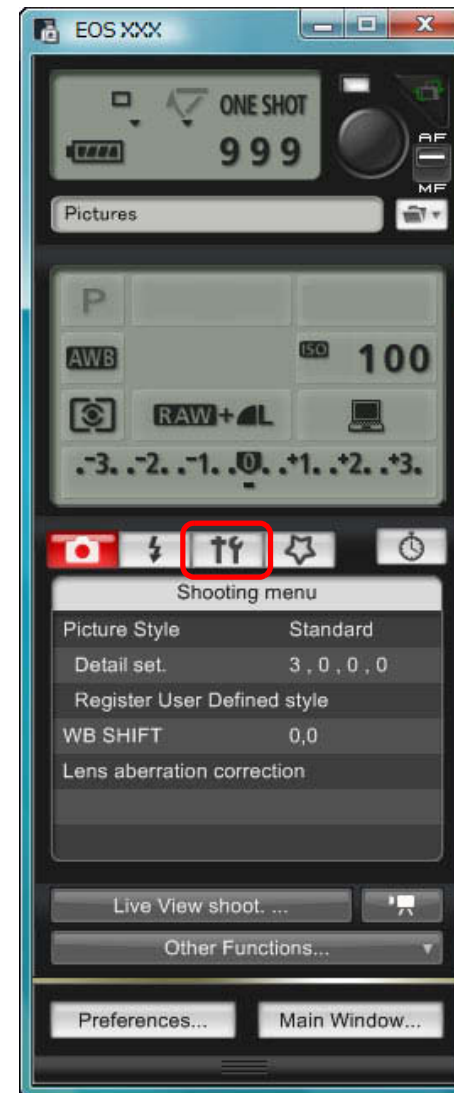 EOS XXX
ONE SHOT
999
AF
MF
Pictures
P
AWB
ISO 100
RAW+L
.-3. .-2. .-1. .0. .+1. .+2. .+3.
Shooting menu
Picture Style Standard
Detail set. 3 , 0 , 0 , 0
Register User Defined style
WB SHIFT 0,0
Lens aberration correction
Live View shoot. ...
Other Functions...
Preferences... Main Window...